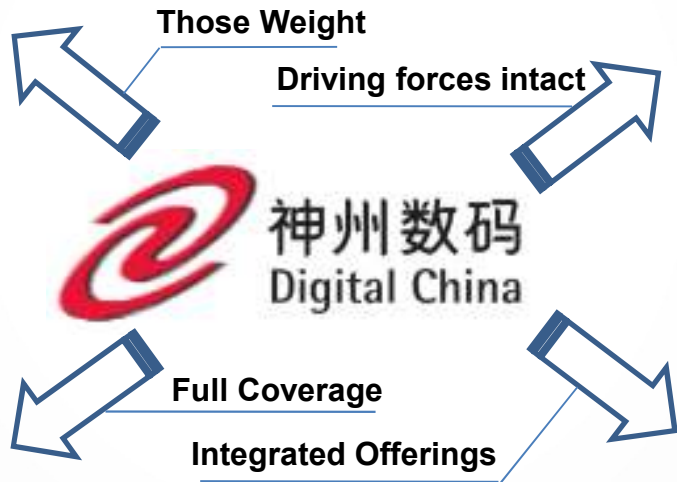 Those Weight
Driving forces intact
神州数码
Digital China
Full Coverage
Integrated Offerings